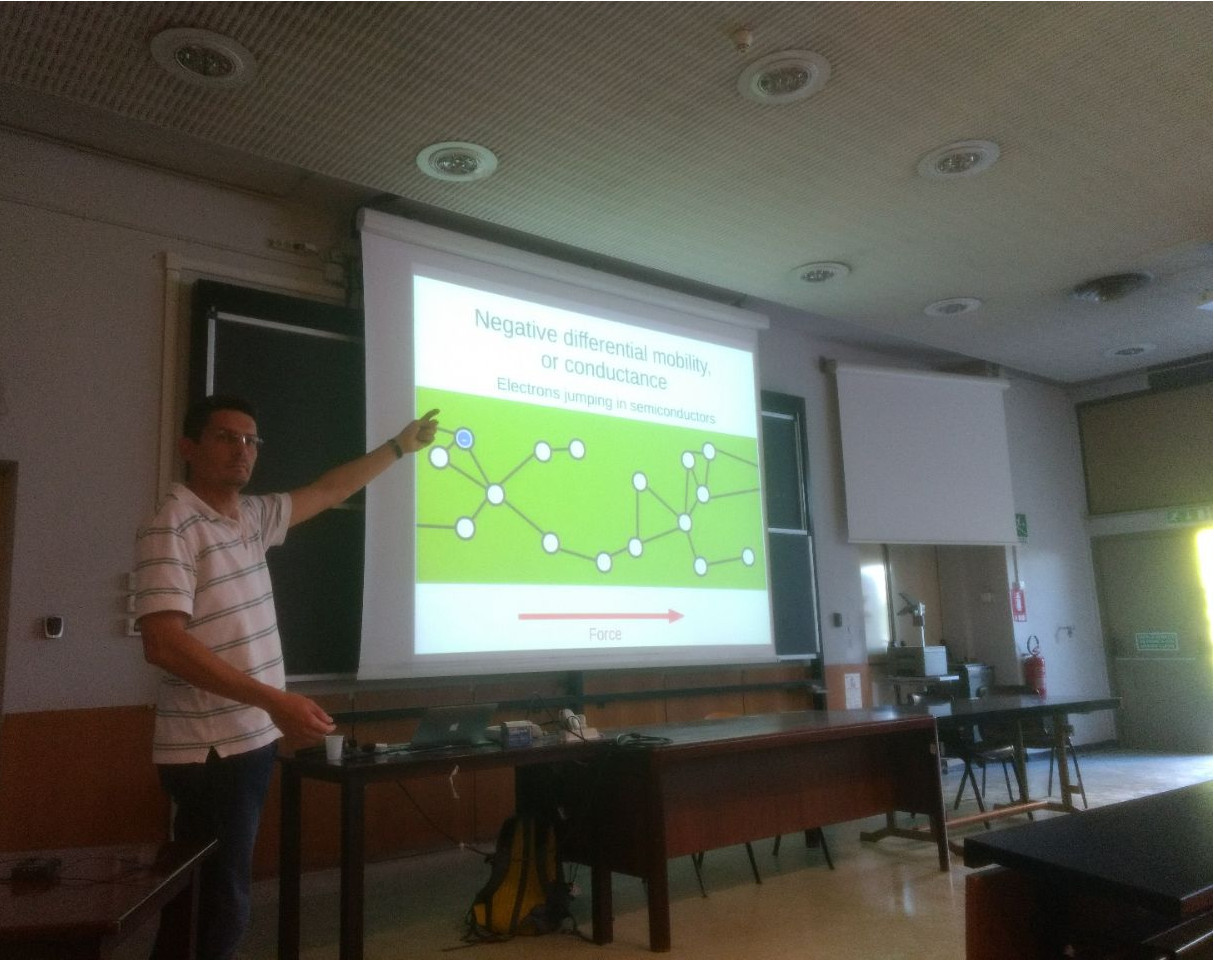 Negative differential mobility,
or conductance
Electrons jumping in semiconductors
Force